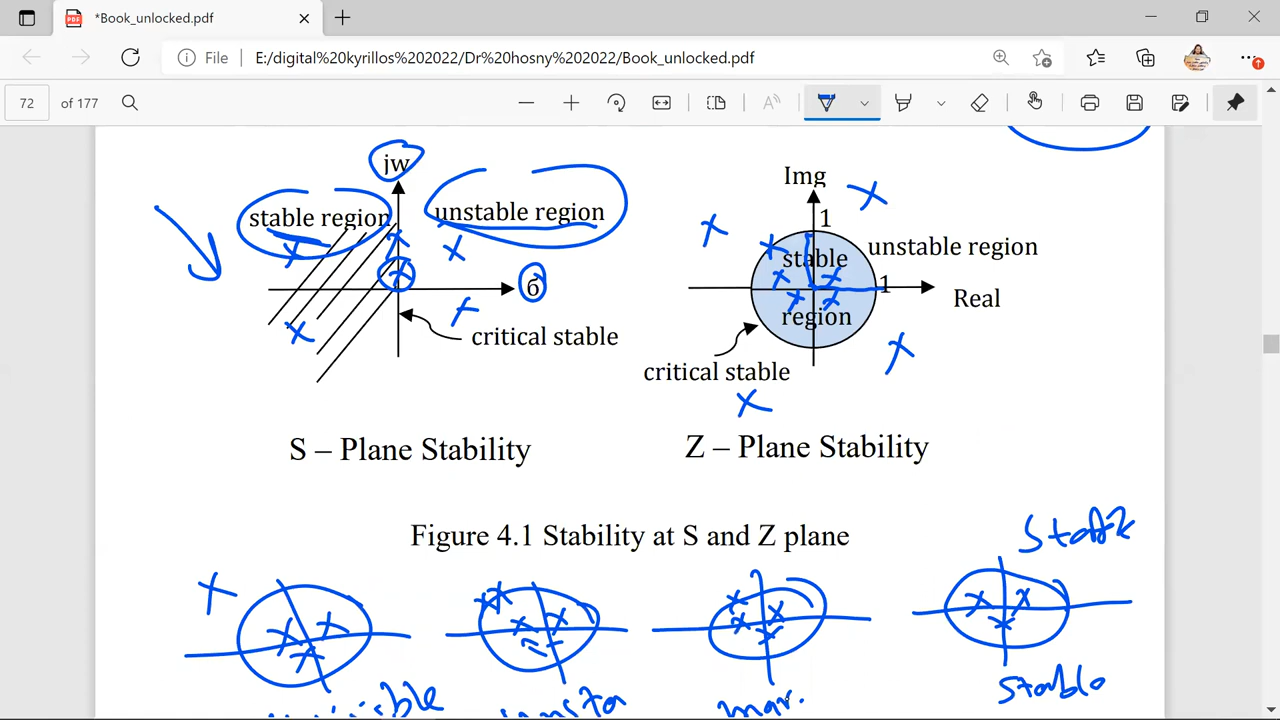 *Book_unlocked.pdf
File E:/digital%20kyrillos%202022/Dr%20hosny%202022/Book_unlocked.pdf
72 of 177
jw
stable region
unstable region
б
critical stable
S – Plane Stability
Img
1
stable
unstable region
1
Real
region
critical stable
Z – Plane Stability
Figure 4.1 Stability at S and Z plane
stable